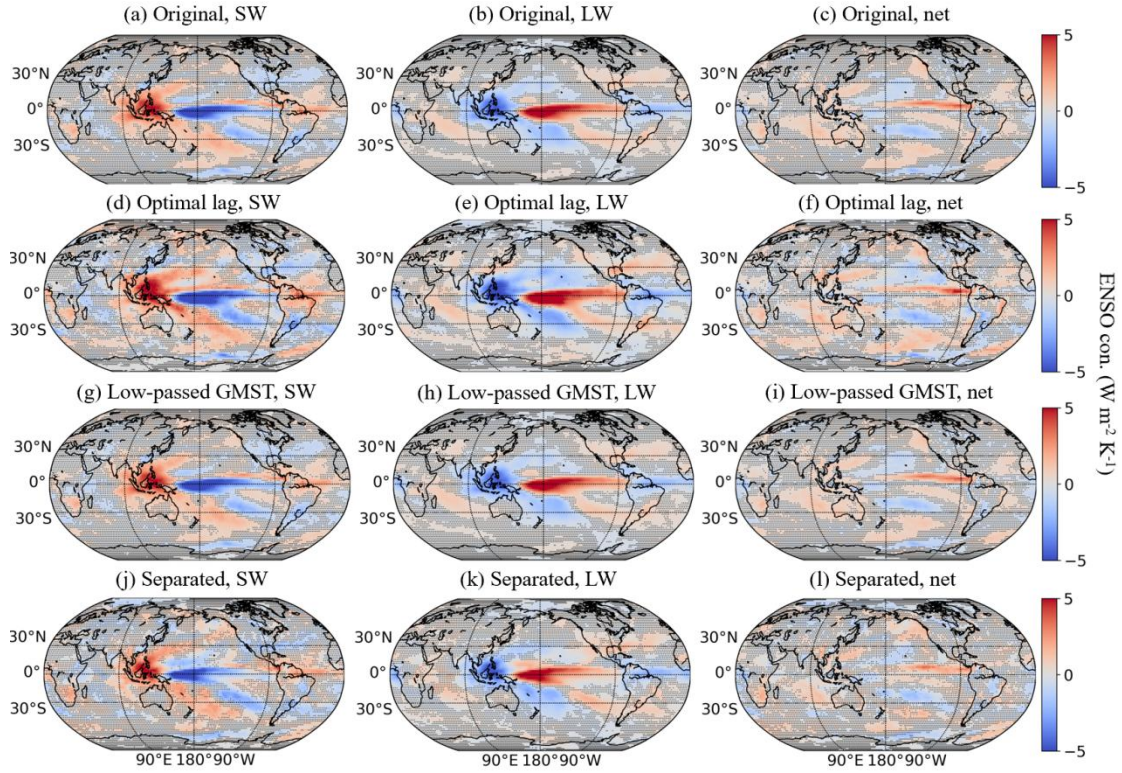 (a) Original, SW
(b) Original, LW
(c) Original, net
30°N
0°
30°S
30°N
0°
30°S
30°N
0°
30°S
5
0
−5
(d) Optimal lag, SW
(e) Optimal lag, LW
(f) Optimal lag, net
30°N
0°
30°S
30°N
0°
30°S
30°N
0°
30°S
5
0
−5
ENSO con. (W m⁻² K⁻¹)
(g) Low-passed GMST, SW
(h) Low-passed GMST, LW
(i) Low-passed GMST, net
30°N
0°
30°S
30°N
0°
30°S
30°N
0°
30°S
5
0
−5
(j) Separated, SW
(k) Separated, LW
(l) Separated, net
30°N
0°
30°S
30°N
0°
30°S
30°N
0°
30°S
5
0
−5
90°E 180°90°W
90°E 180°90°W
90°E 180°90°W